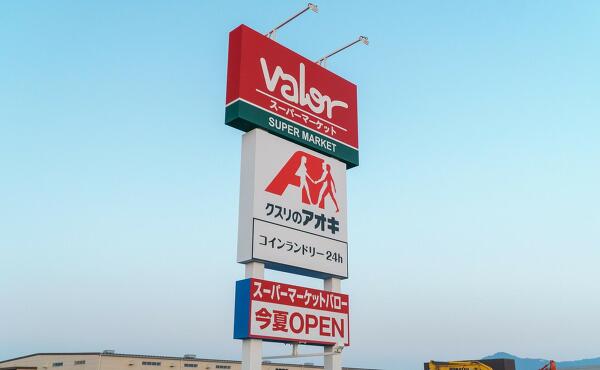 valor
スーパーマーケット
SUPER MARKET
クスリのアオキ
コインランドリー24h
スーパーマーケットバロー
今夏OPEN